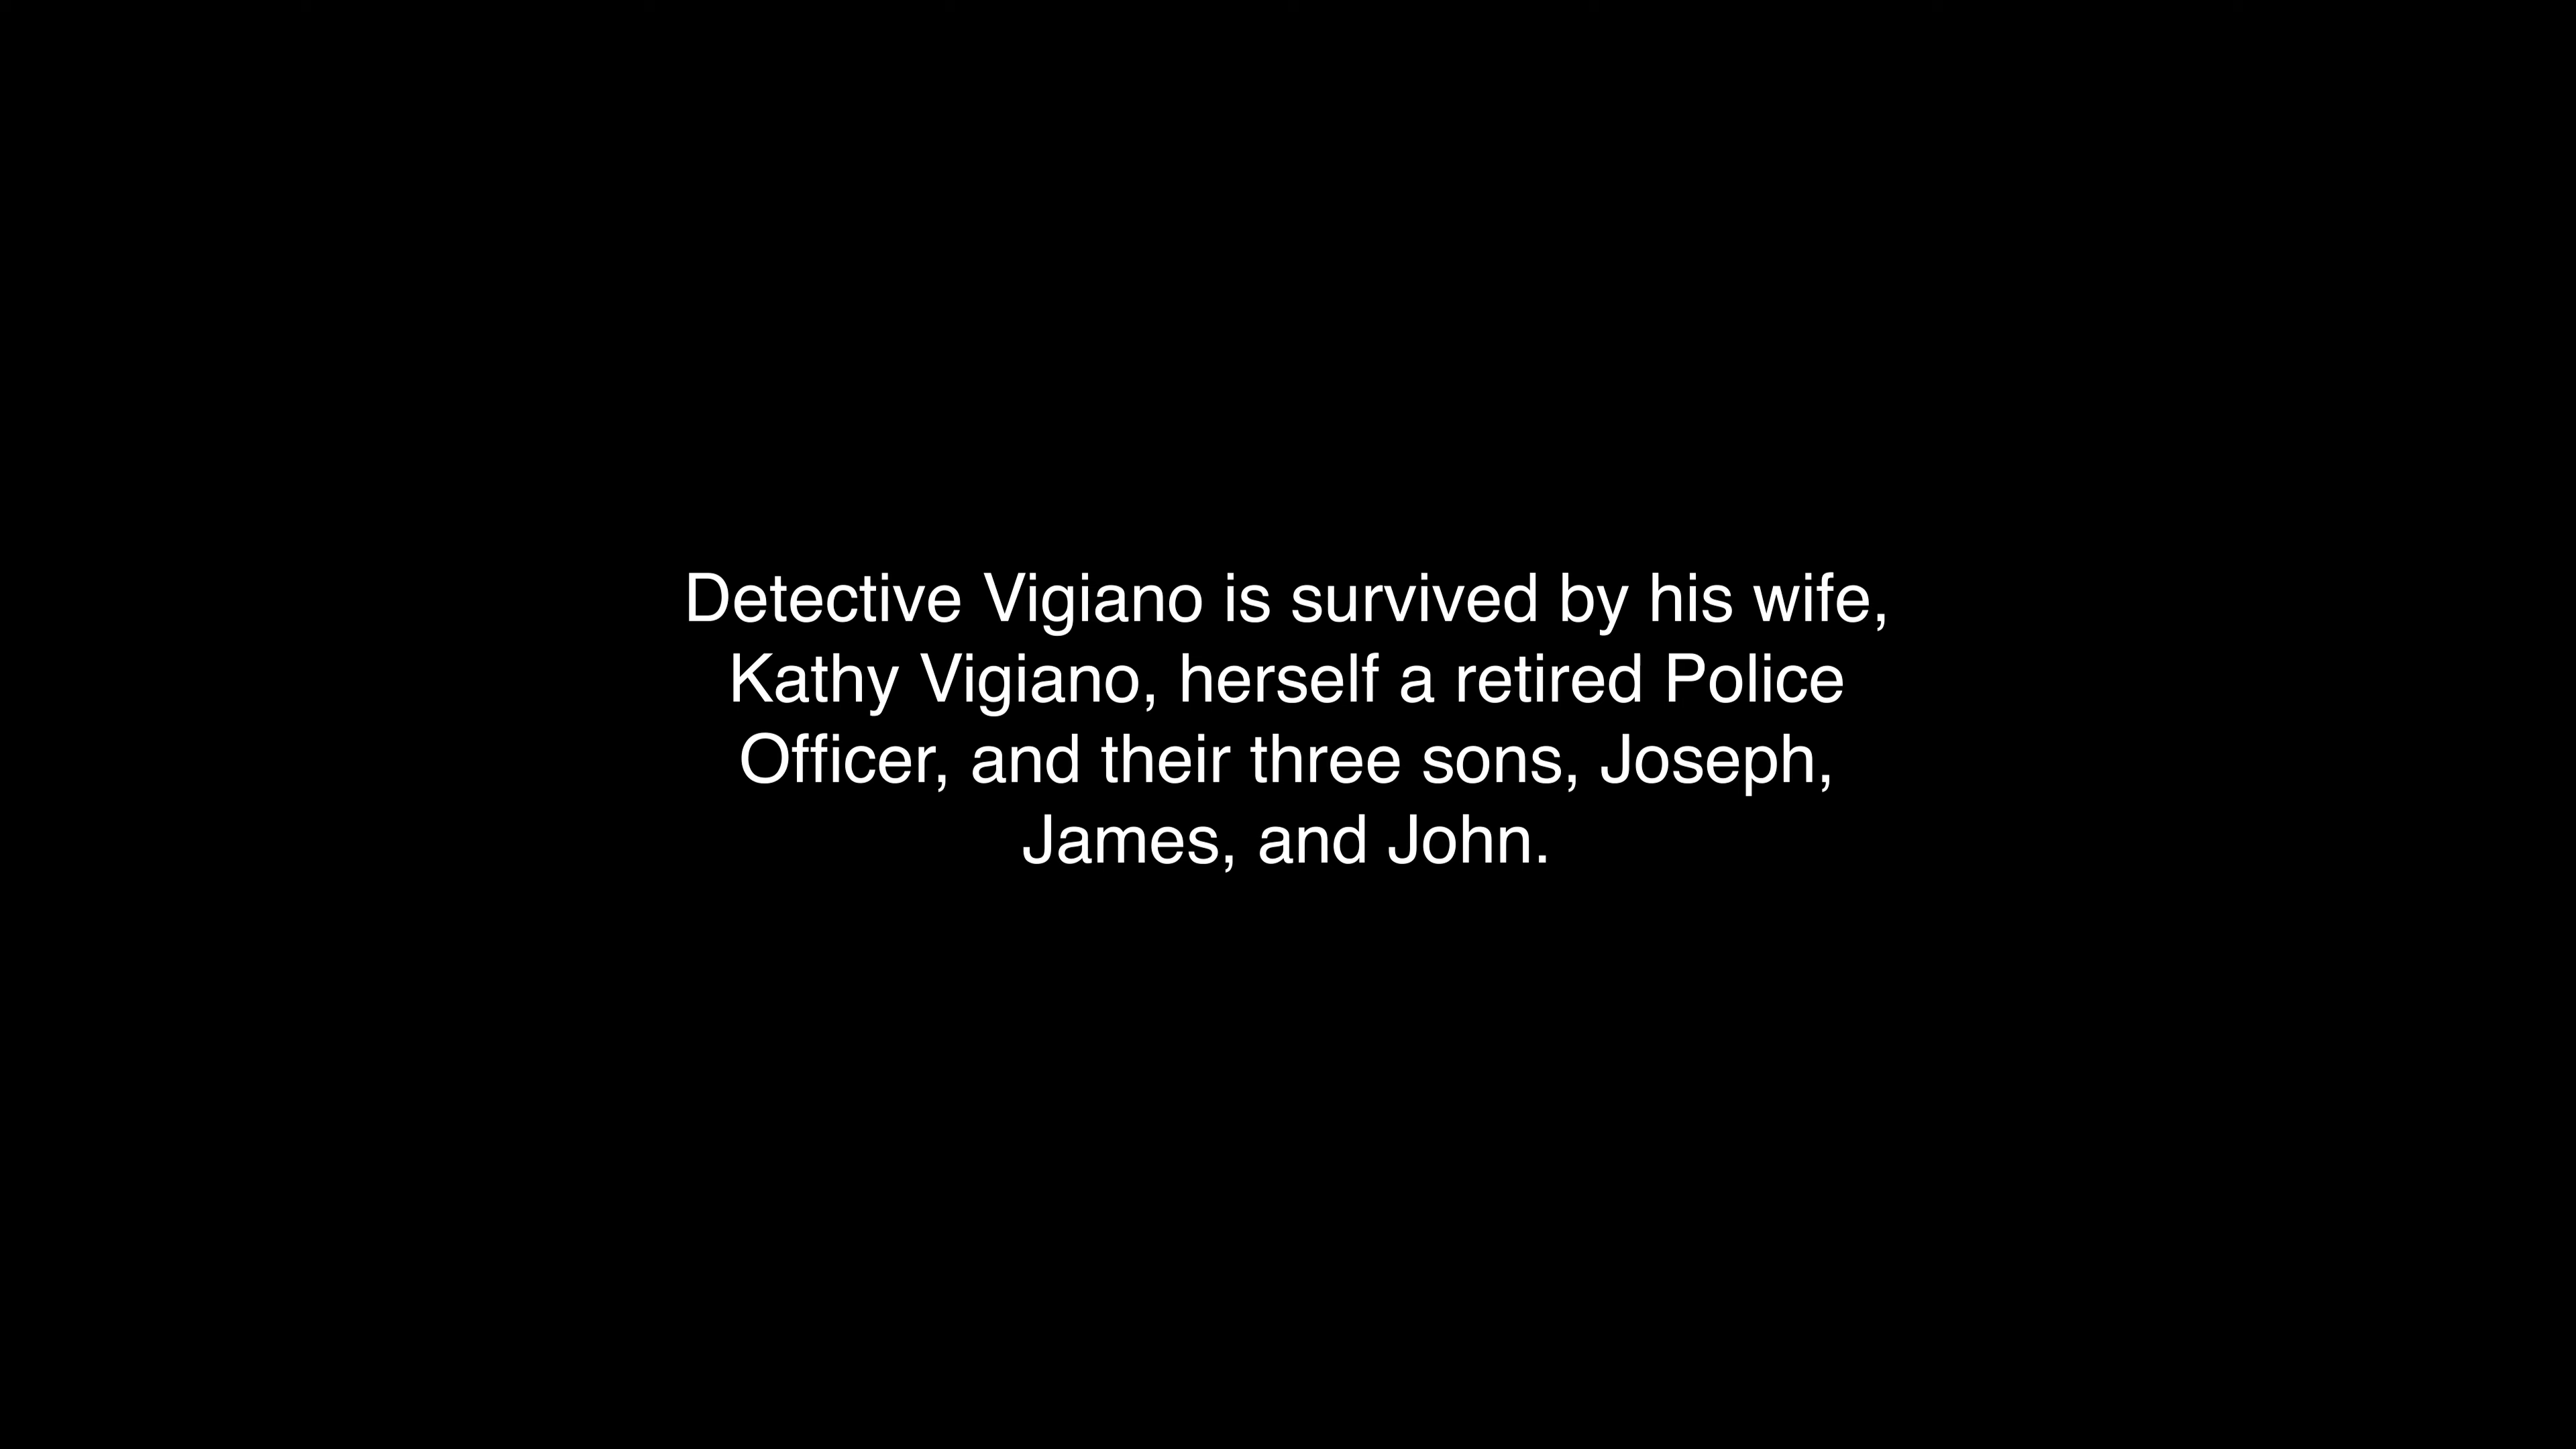 Detective Vigiano is survived by his wife,
Kathy Vigiano, herself a retired Police
Officer, and their three sons, Joseph,
James, and John.